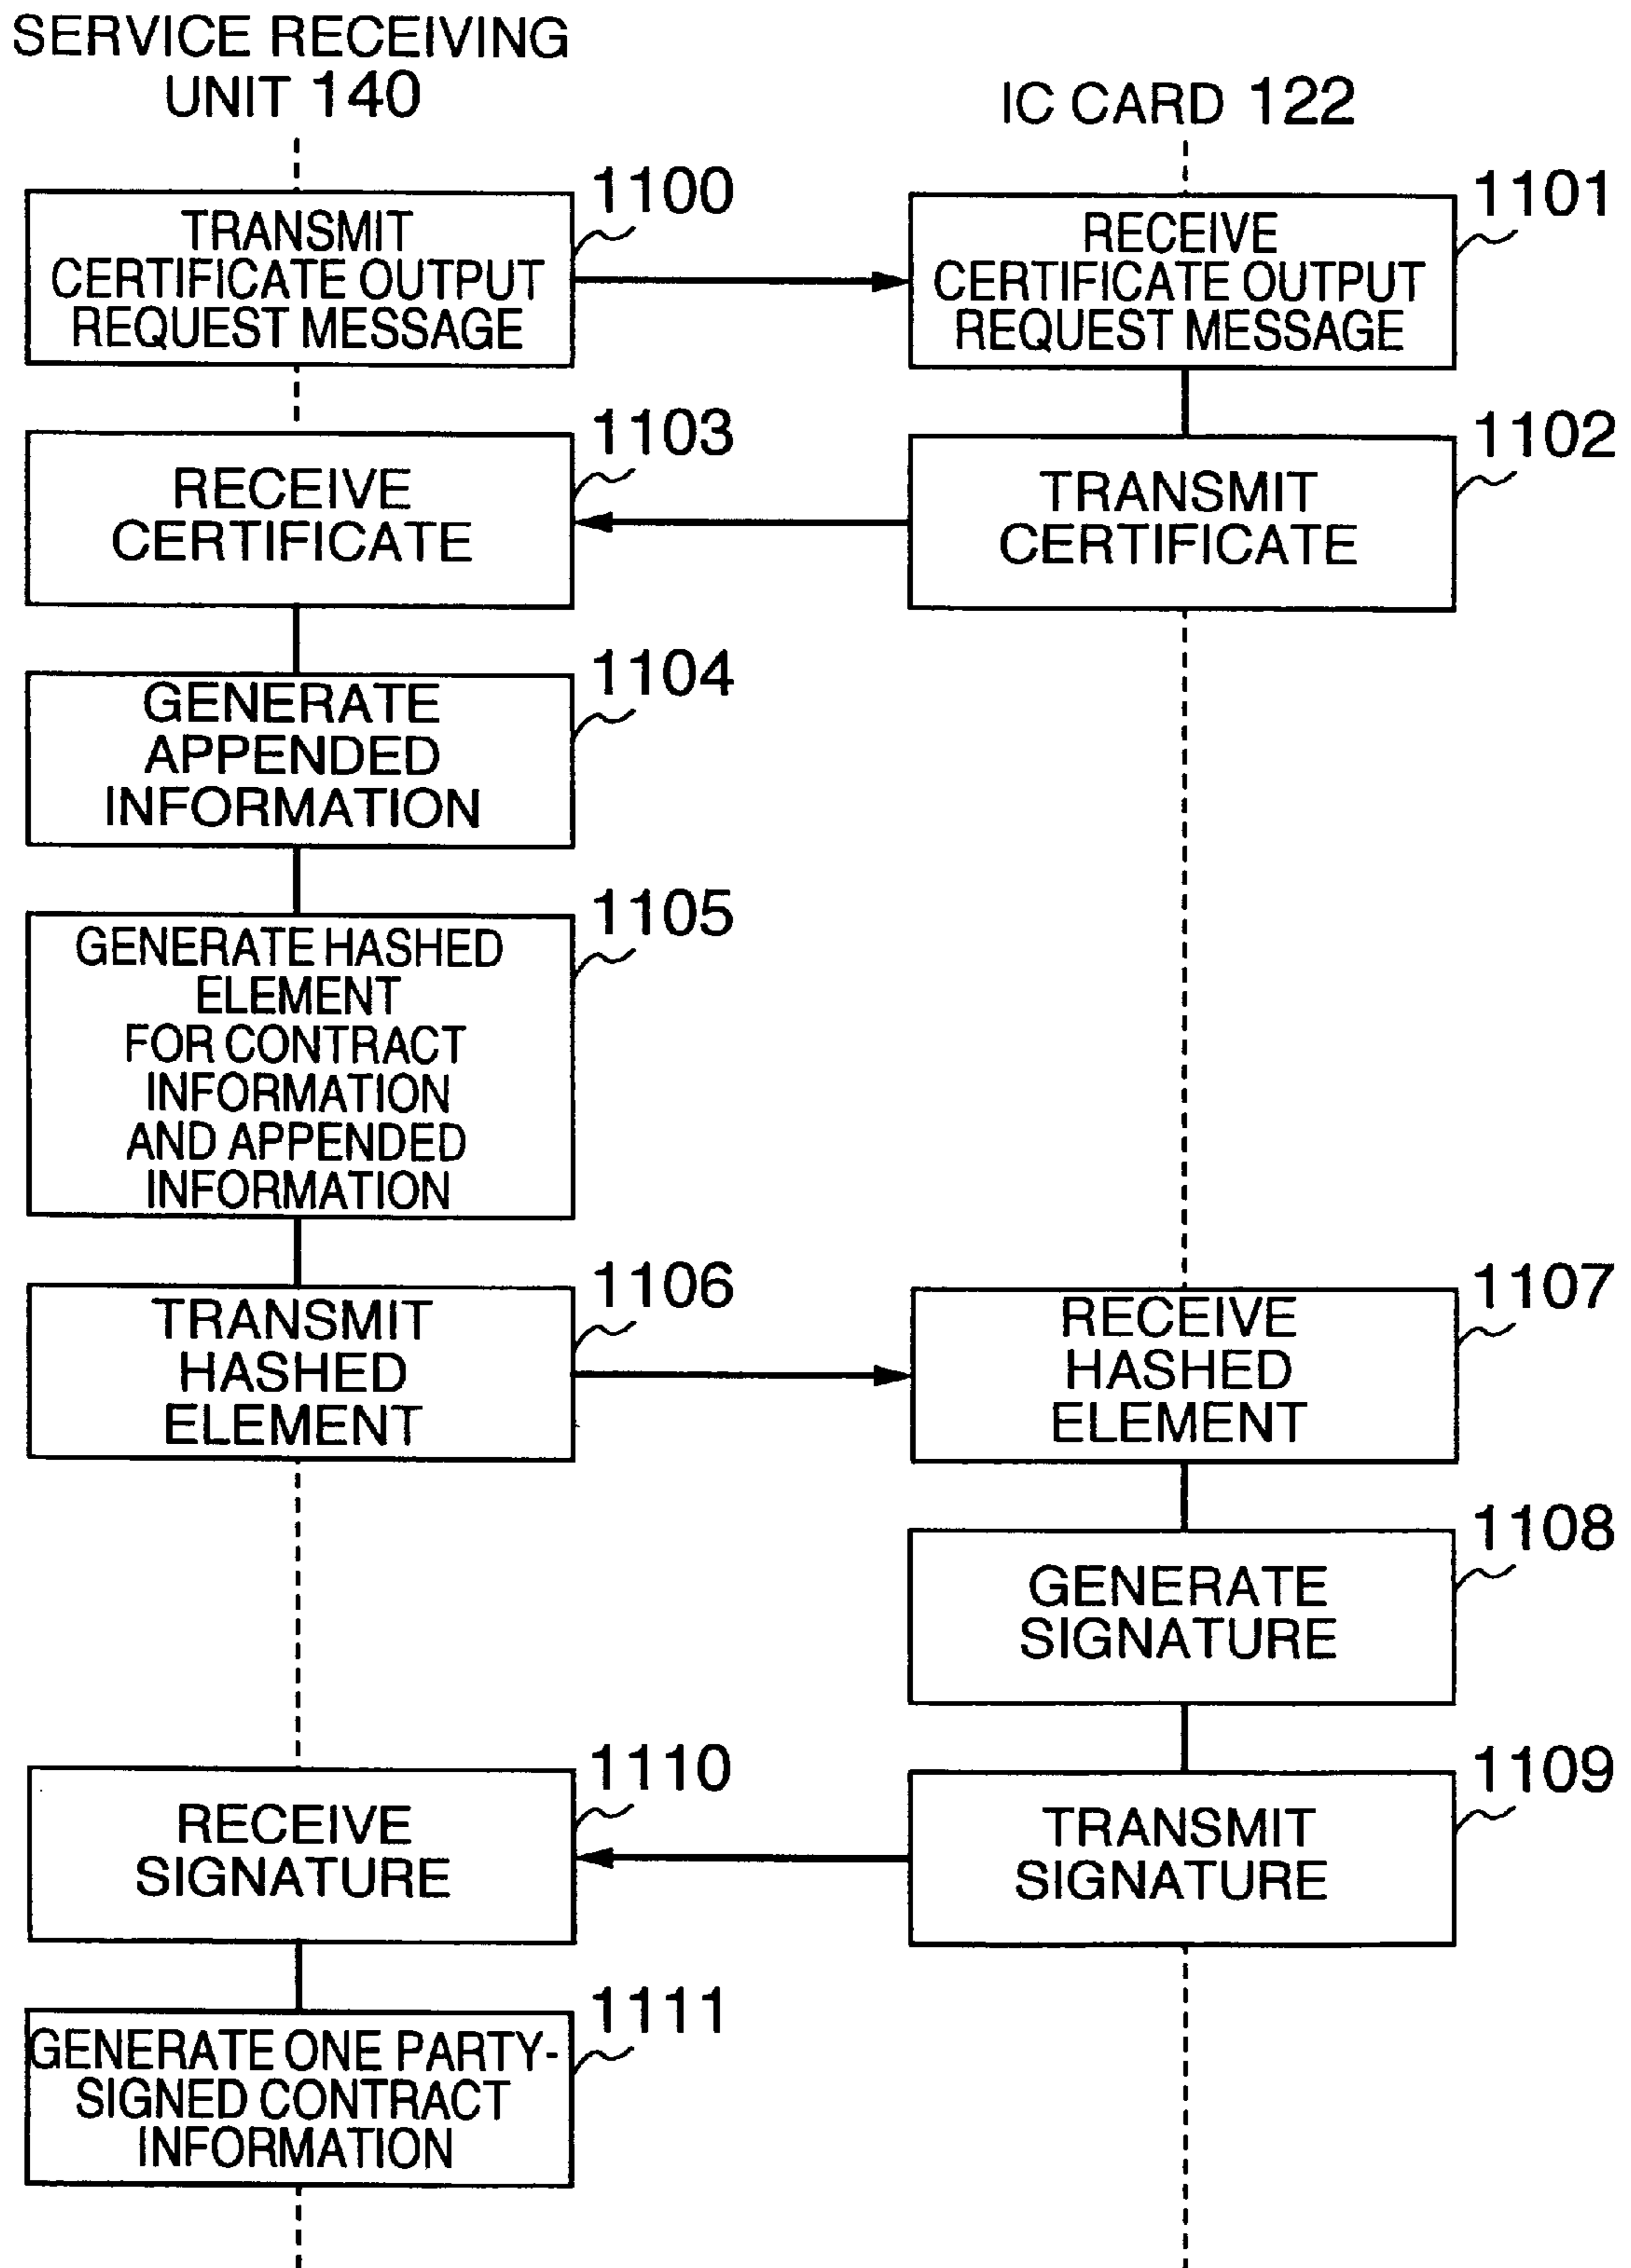 SERVICE RECEIVING
UNIT 140
IC CARD 122
1100
TRANSMIT
CERTIFICATE OUTPUT
REQUEST MESSAGE
1101
RECEIVE
CERTIFICATE OUTPUT
REQUEST MESSAGE
1103
RECEIVE
CERTIFICATE
1102
TRANSMIT
CERTIFICATE
1104
GENERATE
APPENDED
INFORMATION
1105
GENERATE HASHED
ELEMENT
FOR CONTRACT
INFORMATION
AND APPENDED
INFORMATION
1106
TRANSMIT
HASHED
ELEMENT
1107
RECEIVE
HASHED
ELEMENT
1108
GENERATE
SIGNATURE
1110
RECEIVE
SIGNATURE
1109
TRANSMIT
SIGNATURE
1111
GENERATE ONE PARTY-
SIGNED CONTRACT
INFORMATION